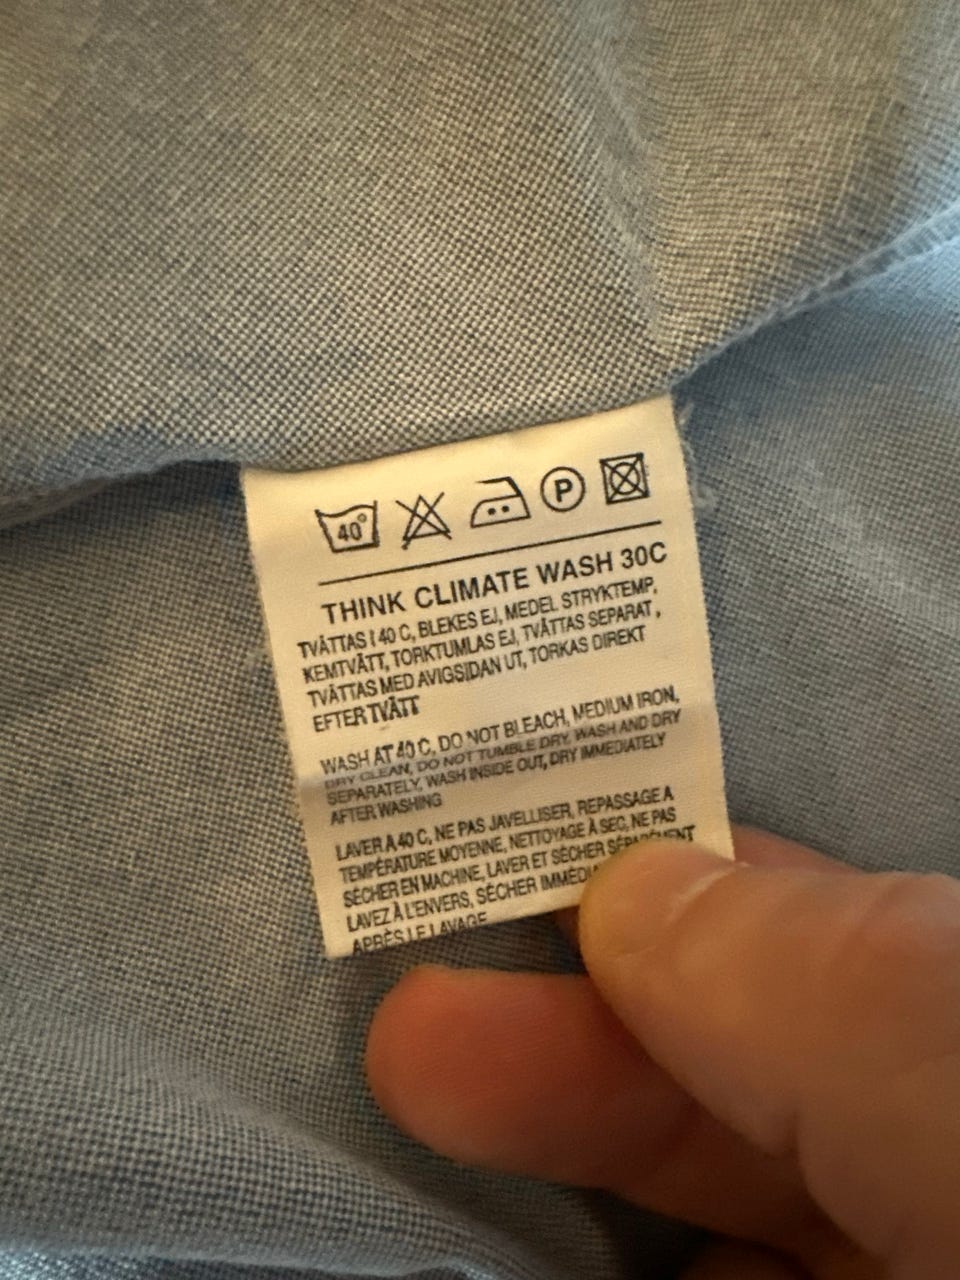 40°
P
THINK CLIMATE WASH 30C
TVÄTTAS I 40 C, BLEKES EJ, MEDEL STRYKTEMP,
KEMTVÄTT, TORKTUMLAS EJ, TVÄTTAS SEPARAT,
TVÄTTAS MED AVIGSIDAN UT, TORKAS DIREKT
EFTER TVÄTT
WASH AT 40 C, DO NOT BLEACH, MEDIUM IRON,
DRY CLEAN, DO NOT TUMBLE DRY, WASH AND DRY
SEPARATELY, WASH INSIDE OUT, DRY IMMEDIATELY
AFTER WASHING
LAVER A 40 C, NE PAS JAVELLISER, REPASSAGE A
TEMPÉRATURE MOYENNE, NETTOYAGE À SEC, NE PAS
SÉCHER EN MACHINE, LAVER ET SÉCHER SÉPARÉMENT
LAVEZ À L'ENVERS, SÉCHER
APRÈS LE LAVAGE